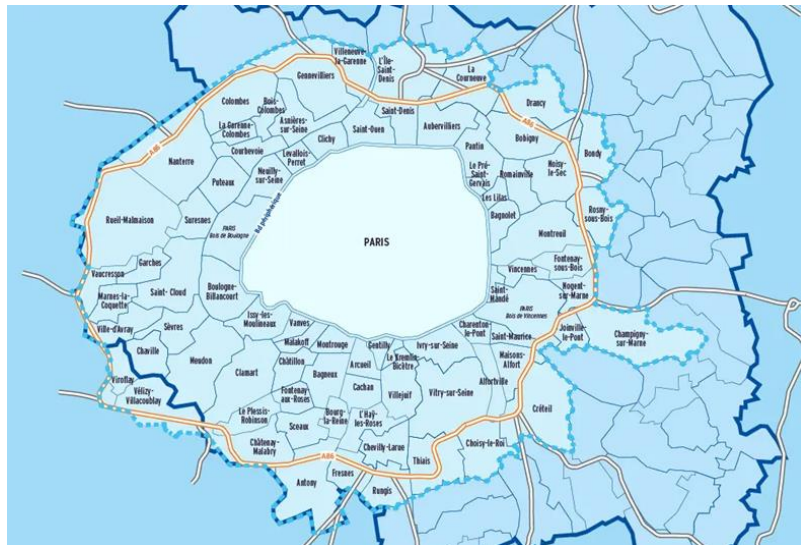 Villeneuve-
la-Garenne
L'Île-
Saint-
Denis
La
Courneuve
Gennevilliers
Colombes
Bois-
Colombes
Drancy
Asnières-
sur-Seine
Saint-Denis
A86
La Garenne-
Colombes
Saint-Ouen
Aubervilliers
Clichy
Bobigny
A86
Courbevoie
Levallois-
Perret
Pantin
Bondy
Nanterre
Neuilly-
sur-Seine
Le Pré-
Saint-
Gervais
Romainville
Noisy-
le-Sec
Puteaux
Les Lilas
Rueil-Malmaison
Suresnes
PARIS
Bois de Boulogne
Bd périphérique
Bagnolet
Rosny-
sous-Bois
PARIS
Montreuil
Garches
Vaucresson
Vincennes
Fontenay-
sous-Bois
Marnes-la-
Coquette
Saint- Cloud
Boulogne-
Billancourt
Saint-
Mandé
Nogent-
sur-Marne
PARIS
Bois de Vincennes
Ville-d'Avray
Sèvres
Issy-les-
Moulineaux
Vanves
Charenton-
le-Pont
Saint-Maurice
Joinville-
le-Pont
Champigny-
sur-Marne
Chaville
Meudon
Malakoff
Montrouge
Gentilly
Le Kremlin-
Bicêtre
Ivry-sur-Seine
Maisons-
Alfort
Châtillon
Arcueil
Clamart
Bagneux
Viroflay
Vélizy-
Villacoublay
Fontenay
aux-Roses
Cachan
Villejuif
Vitry-sur-Seine
Alfortville
Le Plessis-
Robinson
Bourg-
la-Reine
L'Haÿ-
les-Roses
Créteil
Sceaux
Châtenay-
Malabry
Chevilly-Larue
Choisy-le-Roi
A86
Thiais
Antony
Fresnes
Rungis